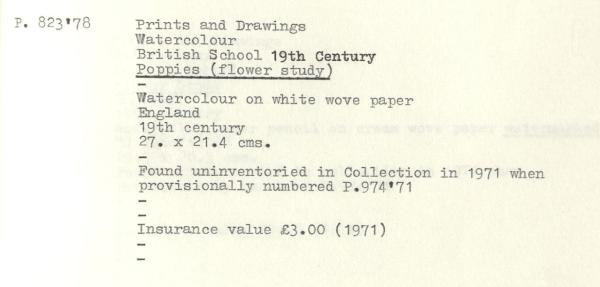 P. 823'78 Prints and Drawings
Watercolour
British School 19th Century
Poppies (flower study)
-
Watercolour on white wove paper
England
19th century
27. x 21.4 cms.
-
Found uninventoried in Collection in 1971 when
provisionally numbered P.974'71
-
-
Insurance value £3.00 (1971)
-
-